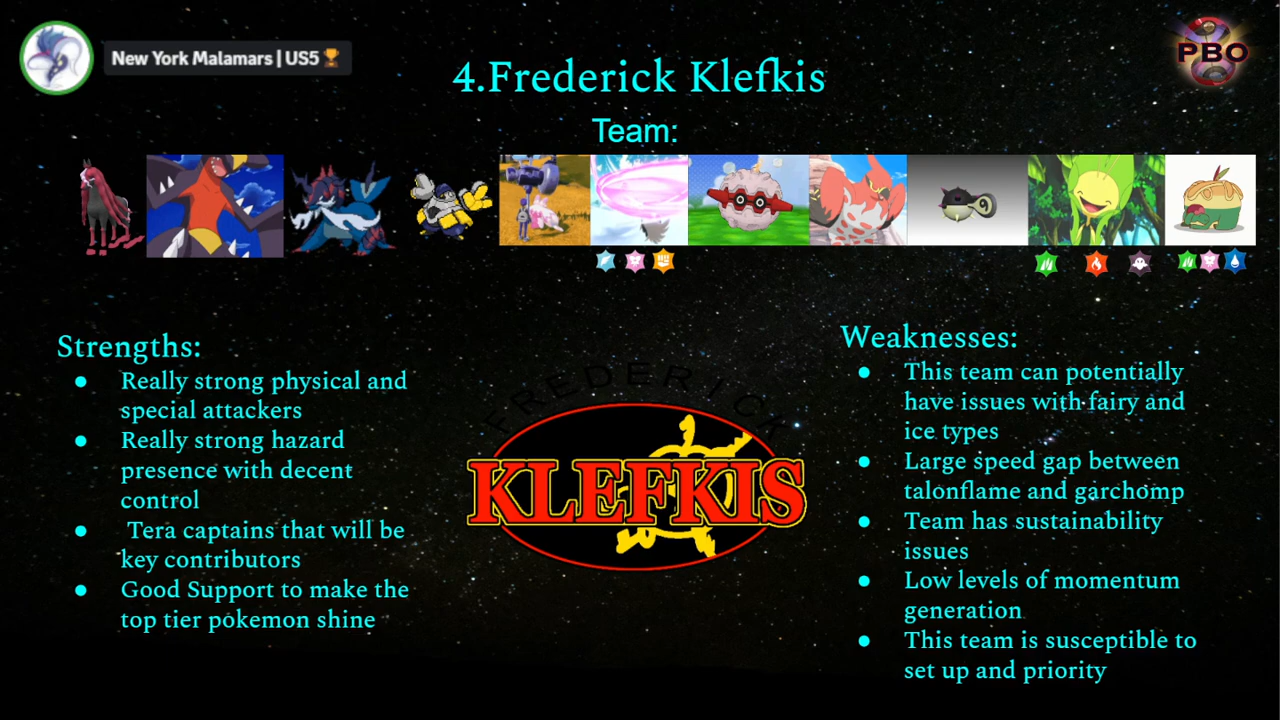 New York Malamars | US5
PBO
4.Frederick Klefkis
Team:
Strengths:
● Really strong physical and
special attackers
● Really strong hazard
presence with decent
control
● Tera captains that will be
key contributors
● Good Support to make the
top tier pokemon shine
FREDERICK
KLEFKIS
Weaknesses:
● This team can potentially
have issues with fairy and
ice types
● Large speed gap between
talonflame and garchomp
● Team has sustainability
issues
● Low levels of momentum
generation
● This team is susceptible to
set up and priority